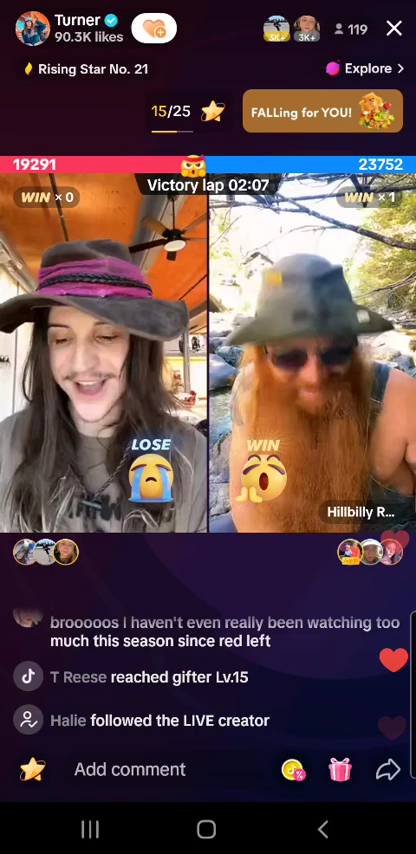 Turner
90.3K likes
3K+
3K+
119
Rising Star No. 21
Explore >
15/25
FALLing for YOU!
19291
23752
Victory lap 02:07
WIN × 0
WIN × 1
LOSE
WIN
Hillbilly R...
brooooos I haven't even really been watching too
much this season since red left
T Reese reached gifter Lv.15
Halie followed the LIVE creator
Add comment